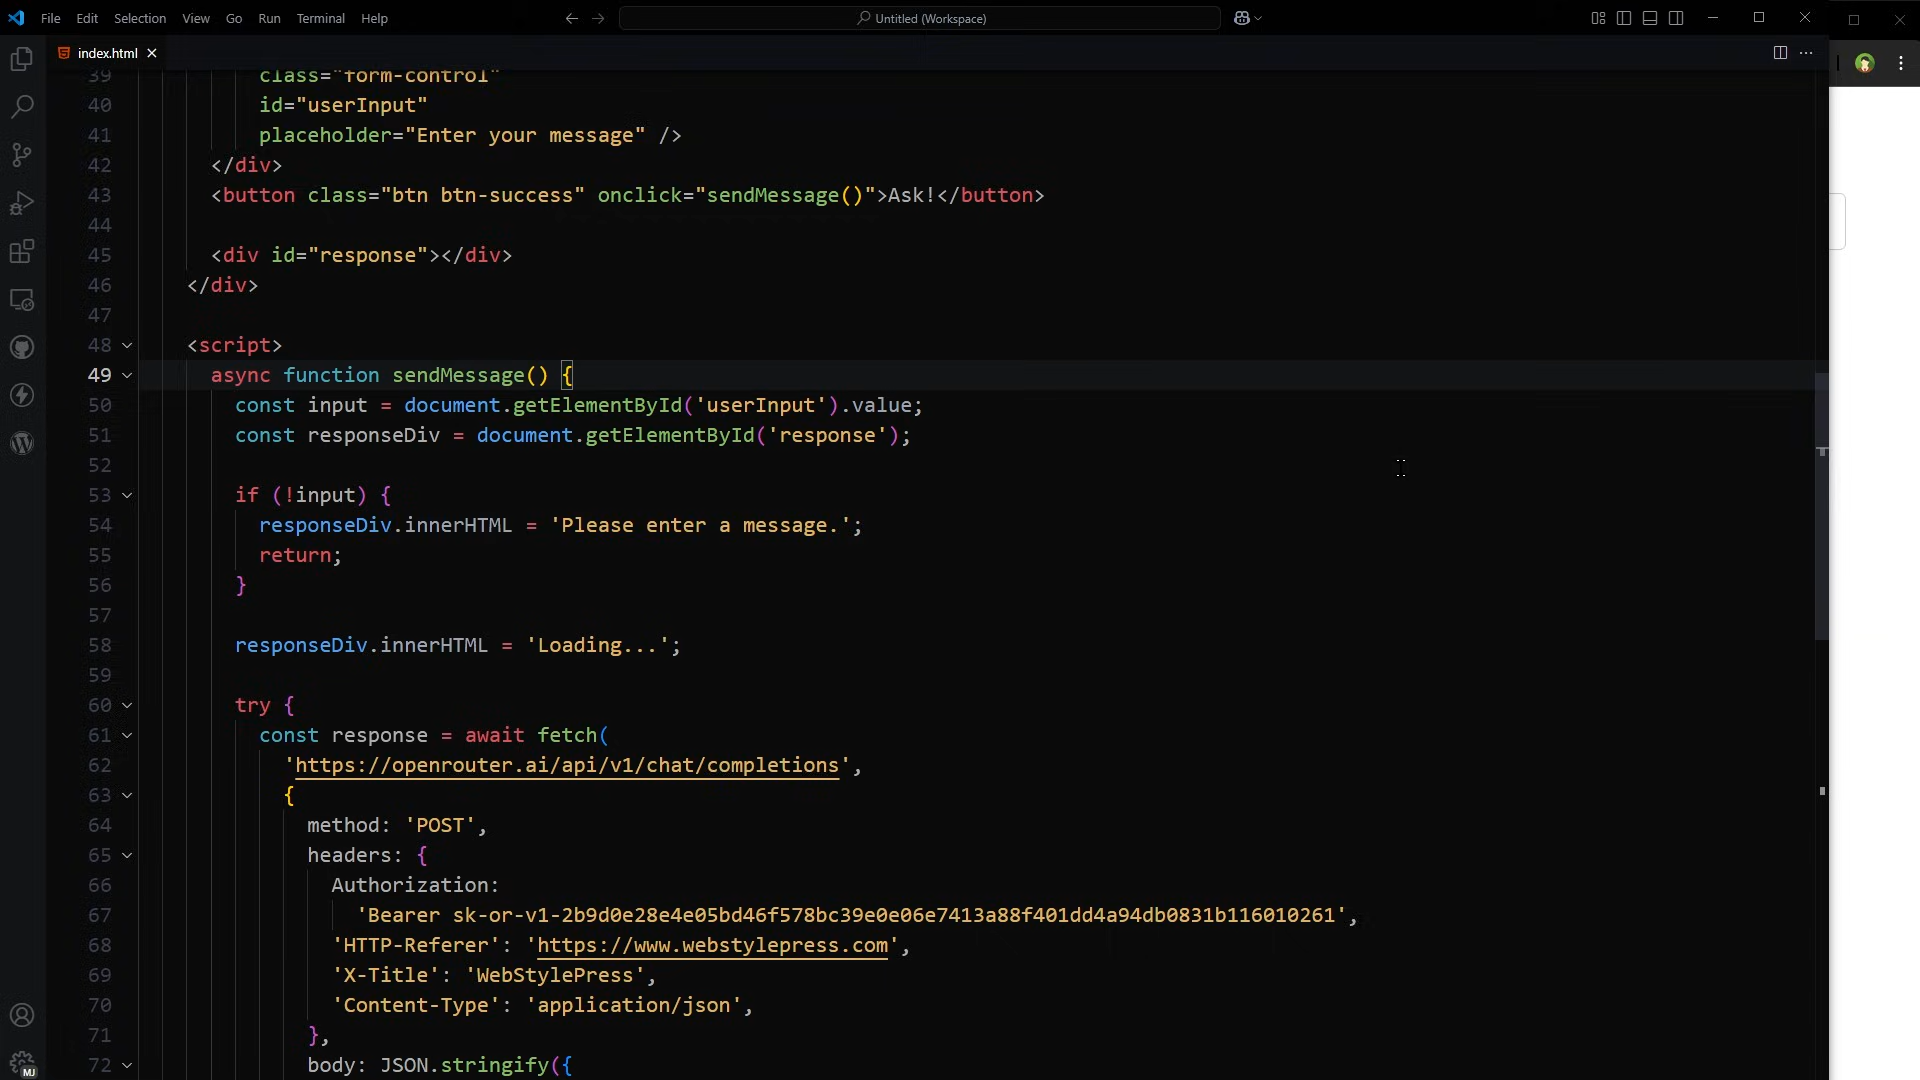 File Edit Selection View Go Run Terminal Help
Untitled (Workspace)
index.html
39 class="form-control"
40 id="userInput"
41 placeholder="Enter your message" />
42 </div>
43 <button class="btn btn-success" onclick="sendMessage()">Ask!</button>
44
45 <div id="response"></div>
46 </div>
47
48 <script>
49 async function sendMessage() {
50 const input = document.getElementById('userInput').value;
51 const responseDiv = document.getElementById('response');
52
53 if (!input) {
54 responseDiv.innerHTML = 'Please enter a message.';
55 return;
56 }
57
58 responseDiv.innerHTML = 'Loading...';
59
60 try {
61 const response = await fetch(
62 'https://openrouter.ai/api/v1/chat/completions',
63 {
64 method: 'POST',
65 headers: {
66 Authorization:
67 'Bearer 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',
68 'HTTP-Referer': 'https://www.webstylepress.com',
69 'X-Title': 'WebStylePress',
70 'Content-Type': 'application/json',
71 },
72 body: JSON.stringify({
MJ